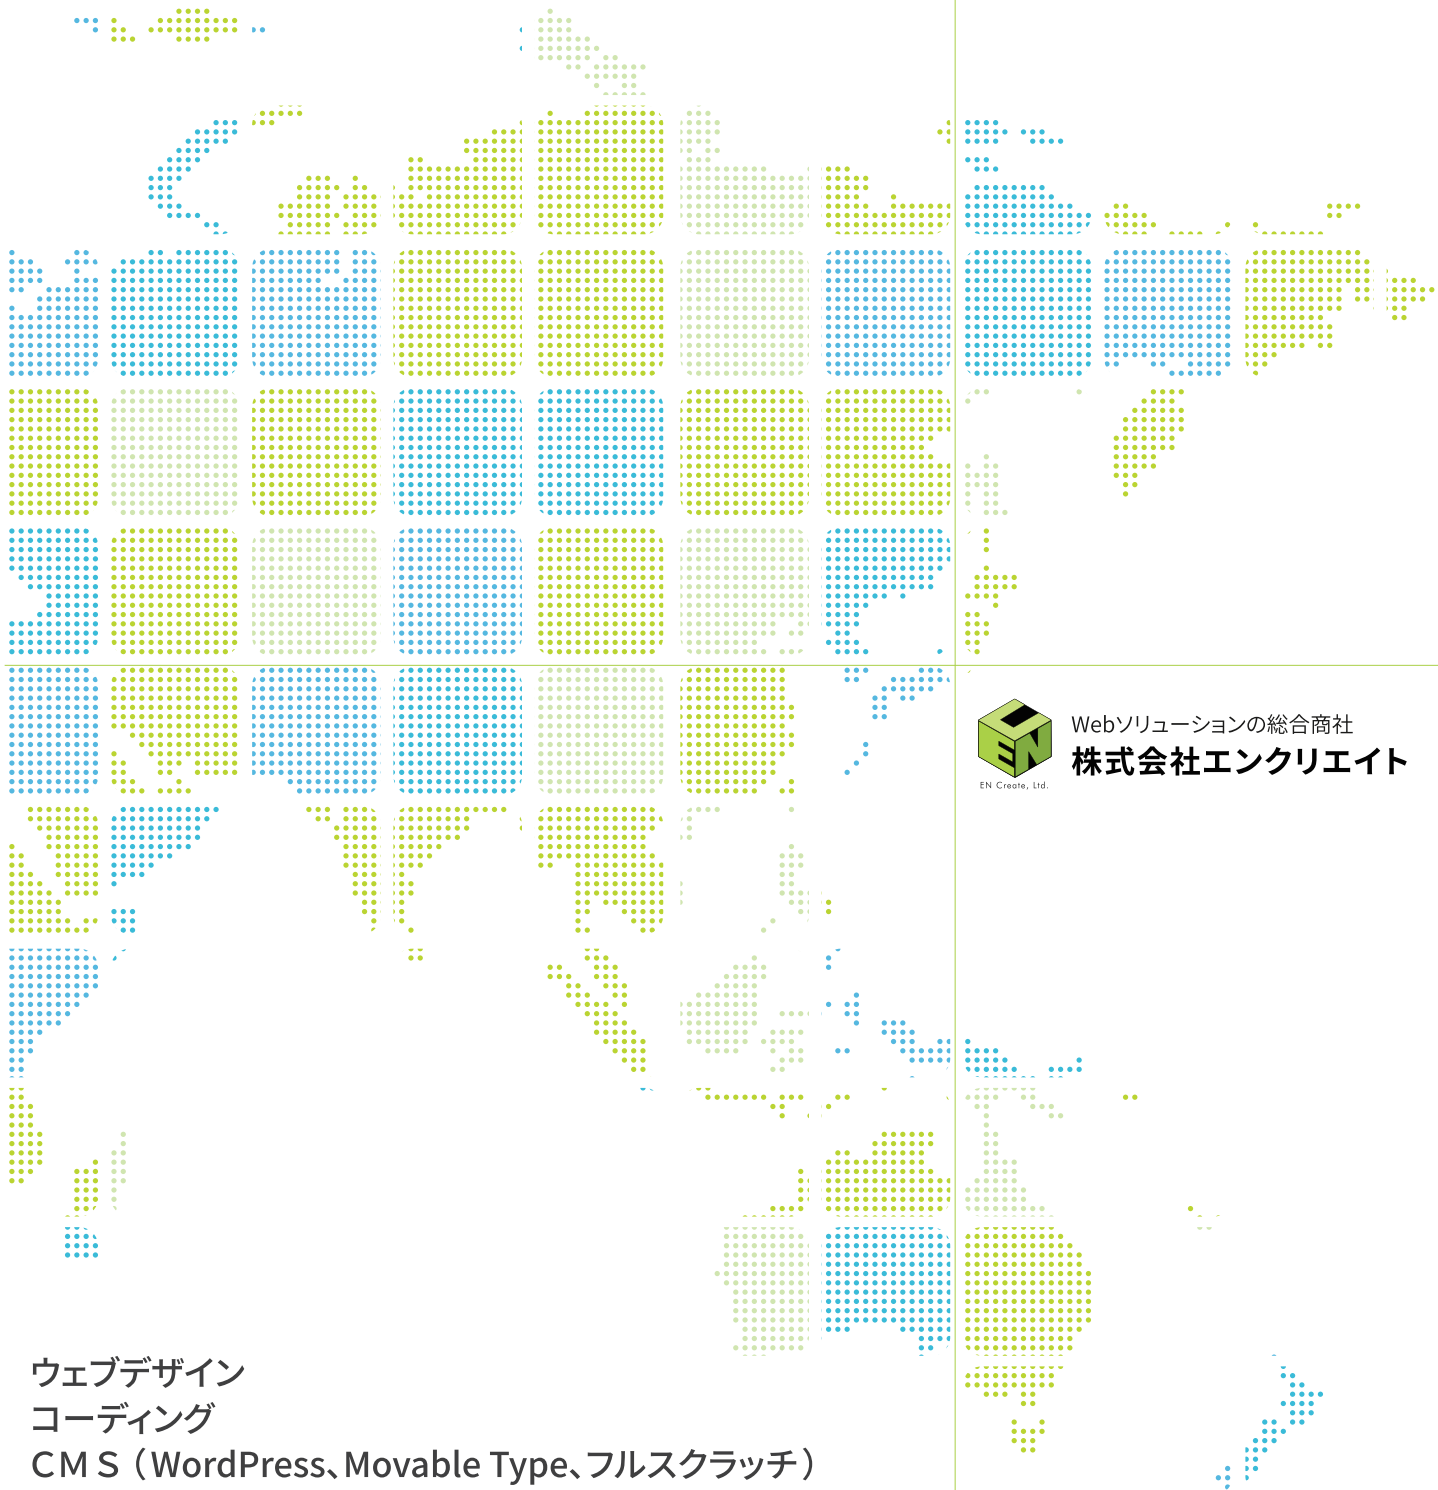 EN
EN Create, Ltd.
Webソリューションの総合商社
株式会社エンクリエイト
ウェブデザイン
コーディング
ＣＭＳ（WordPress、Movable Type、フルスクラッチ）